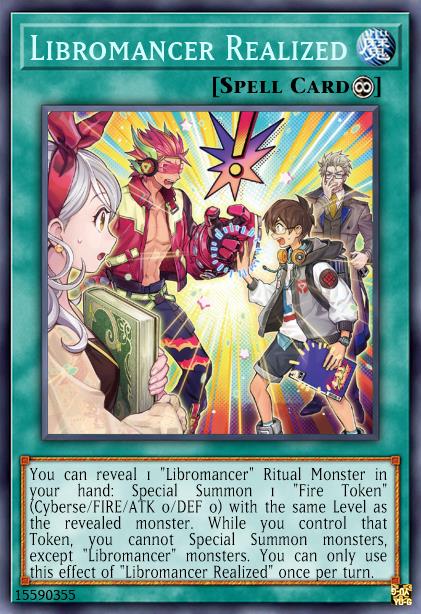 LIBROMANCER REALIZED
魔
[SPELL CARD∞]
!
You can reveal 1 "Libromancer" Ritual Monster in
your hand: Special Summon 1 "Fire Token"
(Cyberse/FIRE/ATK 0/DEF 0) with the same Level as
the revealed monster. While you control that
Token, you cannot Special Summon monsters,
except "Libromancer" monsters. You can only use
this effect of "Libromancer Realized" once per turn.
15590355